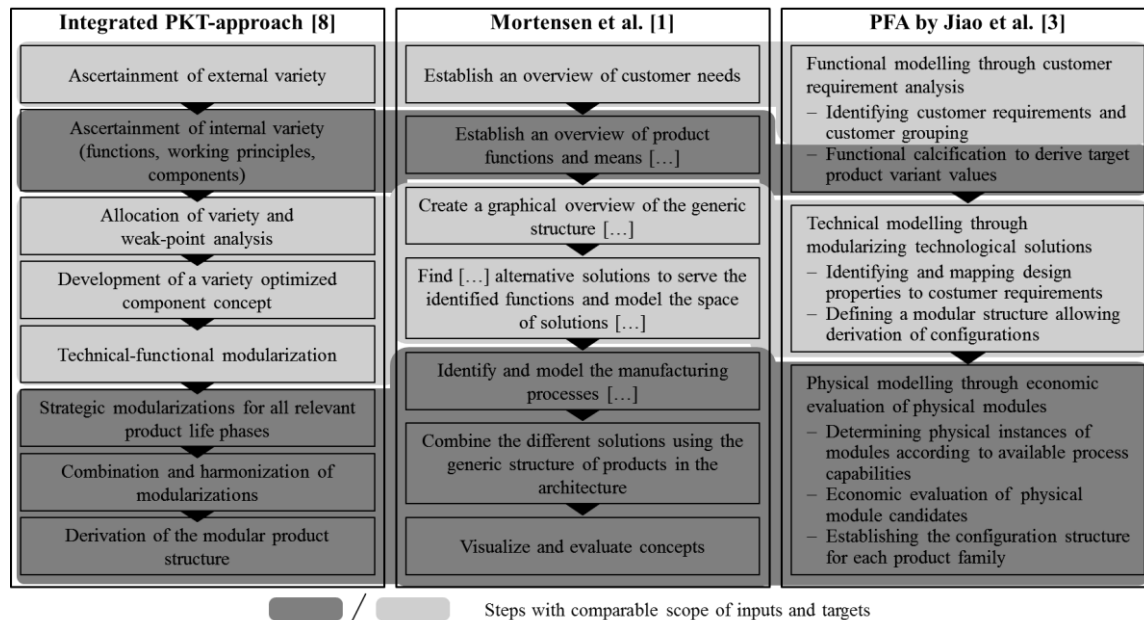 Integrated PKT-approach [8]
Ascertainment of external variety
Ascertainment of internal variety
(functions, working principles,
components)
Allocation of variety and
weak-point analysis
Development of a variety optimized
component concept
Technical-functional modularization
Strategic modularizations for all relevant
product life phases
Combination and harmonization of
modularizations
Derivation of the modular product
structure
Mortensen et al. [1]
Establish an overview of customer needs
Establish an overview of product
functions and means […]
Create a graphical overview of the generic
structure […]
Find […] alternative solutions to serve the
identified functions and model the space
of solutions […]
Identify and model the manufacturing
processes […]
Combine the different solutions using the
generic structure of products in the
architecture
Visualize and evaluate concepts
PFA by Jiao et al. [3]
Functional modelling through customer
requirement analysis
– Identifying customer requirements and
customer grouping
– Functional calcification to derive target
product variant values
Technical modelling through
modularizing technological solutions
– Identifying and mapping design
properties to costumer requirements
– Defining a modular structure allowing
derivation of configurations
Physical modelling through economic
evaluation of physical modules
– Determining physical instances of
modules according to available process
capabilities
– Economic evaluation of physical
module candidates
– Establishing the configuration structure
for each product family
/ Steps with comparable scope of inputs and targets